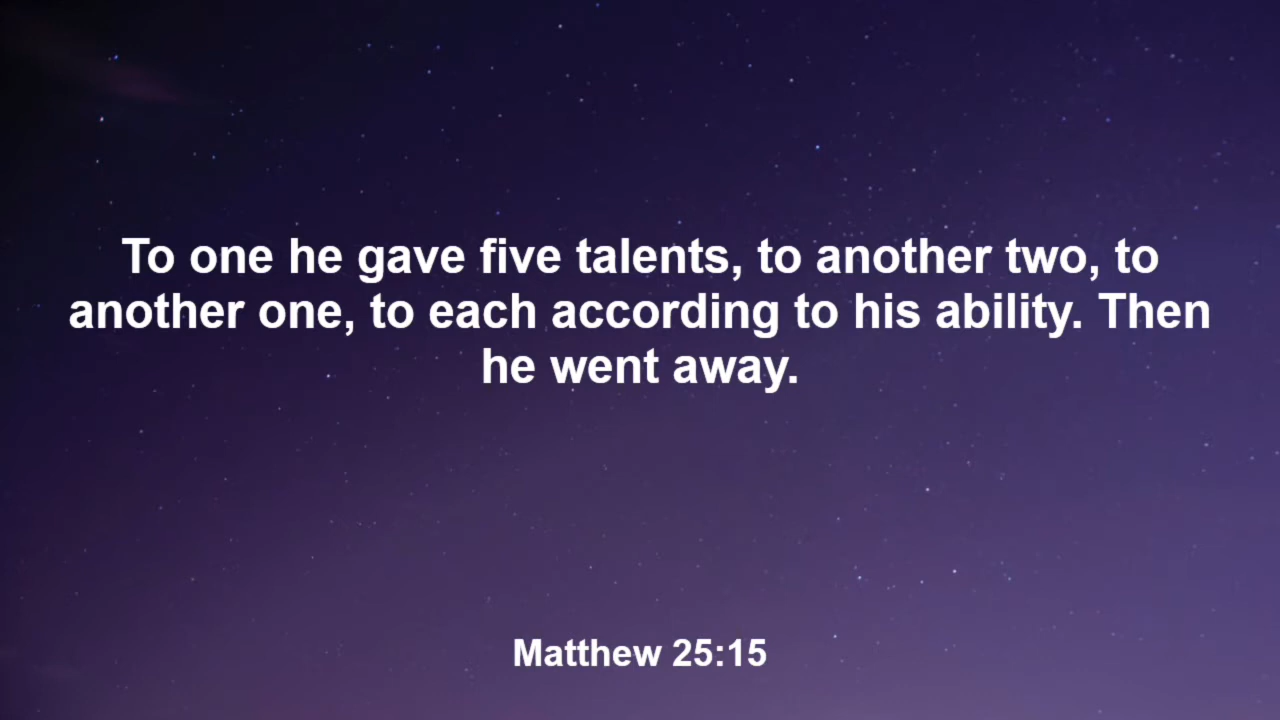 To one he gave five talents, to another two, to
another one, to each according to his ability. Then
he went away.
Matthew 25:15